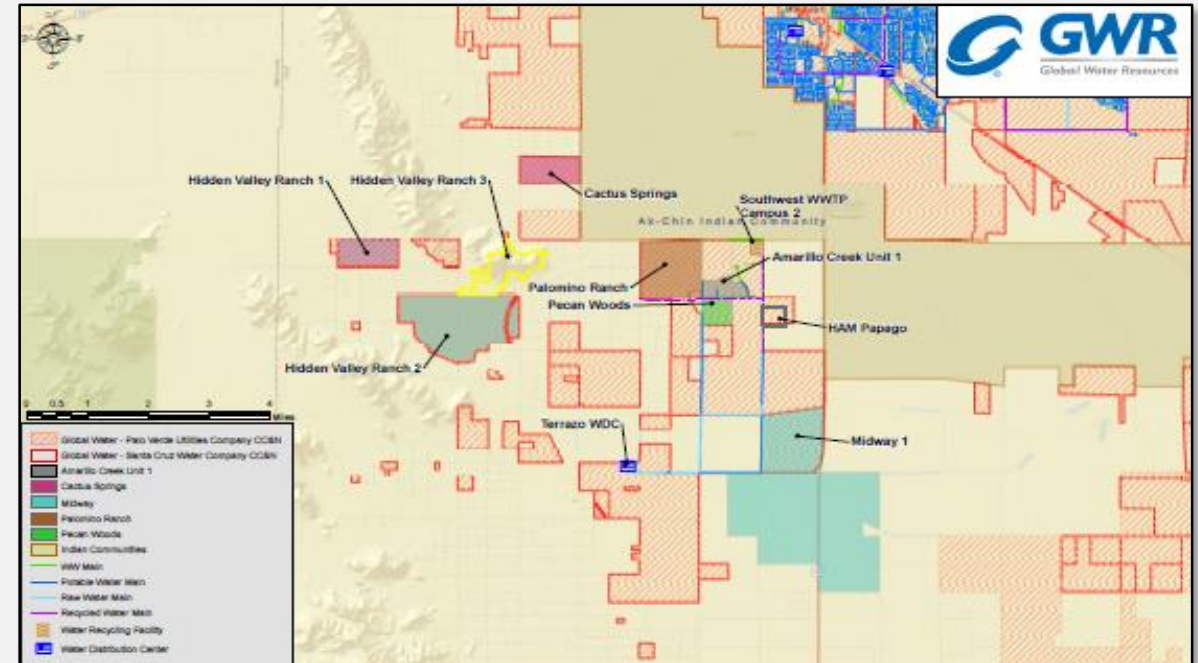 GWR
Global Water Resources
Hidden Valley Ranch 1
Hidden Valley Ranch 3
Cactus Springs
Southwest WWTP
Campus 2
Ak-Chin Indian Community
Amarillo Creek Unit 1
Palomino Ranch
Pecan Woods
HAM Papago
Hidden Valley Ranch 2
0 0.5 1 2 3 4
Miles
Terrazo WDC
Midway 1
Global Water - Palo Verde Utilities Company CC&N
Global Water - Santa Cruz Water Company CC&N
Amarillo Creek Unit 1
Cactus Springs
Midway
Palomino Ranch
Pecan Woods
Indian Communities
WW Main
Potable Water Main
Raw Water Main
Recycled Water Main
Water Recycling Facility
Water Distribution Center